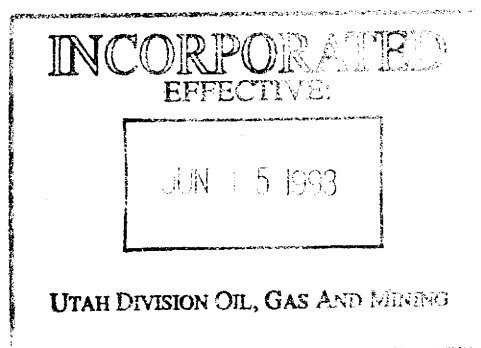 INCORPORATED
EFFECTIVE:
JUN 15 1993
UTAH DIVISION OIL, GAS AND MINING